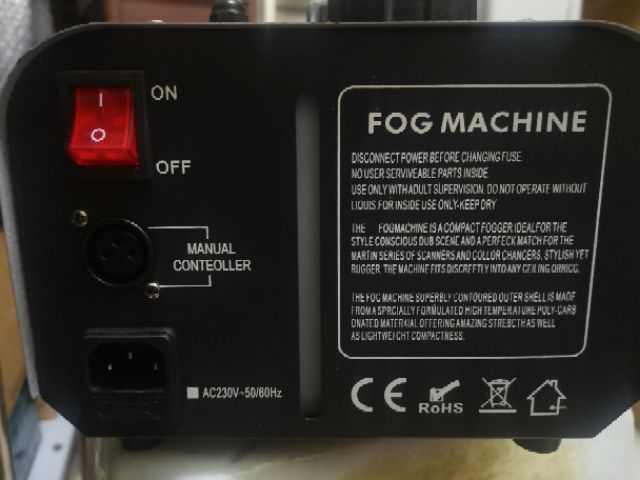 ON
OFF
MANUAL
CONTEOLLER
AC230V~50/60Hz
FOG MACHINE
DISCONNECT POWER BEFORE CHANGING FUSE.
NO USER SERVIVEABLE PARTS INSIDE
USE ONLY WITH ADULT SUPERVISION. DO NOT OPERATE WITHOUT
LIQUIS. FOR INSIDE USE ONLY-KEEP DRY
THE FOGMACHINE IS A COMPACT FOGGER IDEAL FOR THE
STYLE CONSCIOUS DUB SCENE AND A PERFECK MATCH FOR THE
MARTIN SERIES OF SCANNERS AND COLLOR CHANCERS, STYLISH YET
RUGGER THE MACHINE FITS DISCREFTLY INTO ANY CEILING ORRICG.
THE FOG MACHINE SUPERBLY CONTOURED OUTER SHELL IS MADE
FROM A SPRCIALLY FORMULATED HIGH TEMPERATURE POLY-CARB
ONATED MATERAIAL OFFERING AMAZING STREBCTH AS WELL
AS LIGHTWEIGHT COMPACTNESS.
CE
RoHS